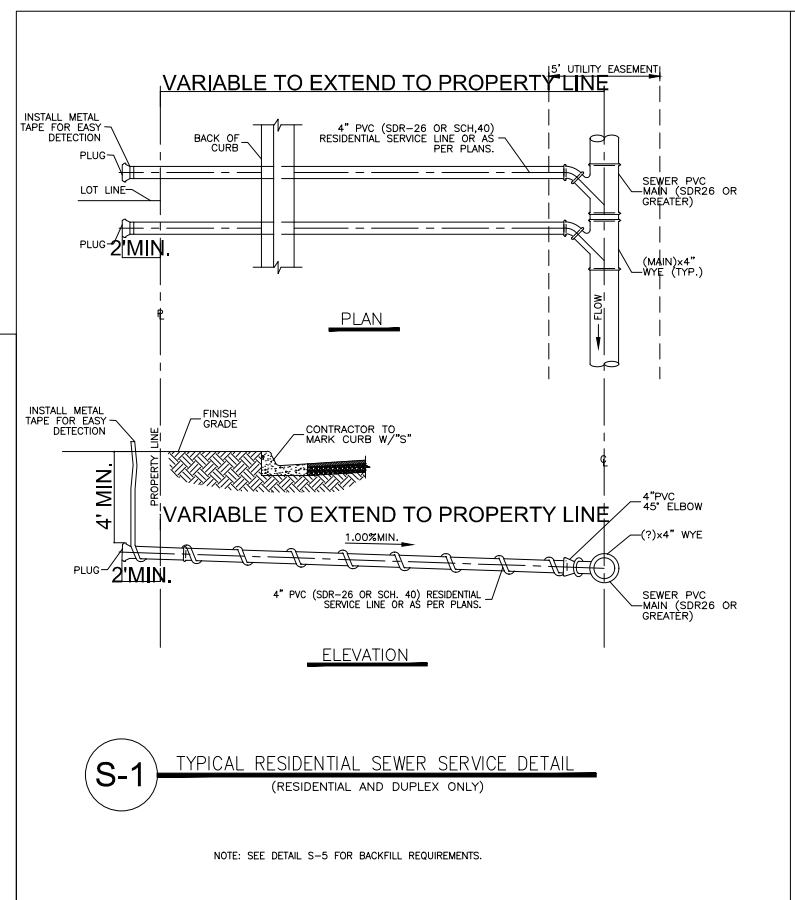 5' UTILITY EASEMENT
VARIABLE TO EXTEND TO PROPERTY LINE
INSTALL METAL
TAPE FOR EASY
DETECTION
PLUG
LOT LINE
BACK OF
CURB
4" PVC (SDR-26 OR SCH,40)
RESIDENTIAL SERVICE LINE OR AS
PER PLANS.
SEWER PVC
MAIN (SDR26 OR
GREATER)
PLUG
2'MIN.
(MAIN)x4"
WYE (TYP.)
FLOW
PLAN
INSTALL METAL
TAPE FOR EASY
DETECTION
PROPERTY LINE
FINISH
GRADE
CONTRACTOR TO
MARK CURB W/"S"
4' MIN.
VARIABLE TO EXTEND TO PROPERTY LINE
1.00%MIN.
4"PVC
45° ELBOW
(?)x4" WYE
PLUG
2'MIN.
4" PVC (SDR-26 OR SCH. 40) RESIDENTIAL
SERVICE LINE OR AS PER PLANS.
SEWER PVC
MAIN (SDR26 OR
GREATER)
ELEVATION
S-1
TYPICAL RESIDENTIAL SEWER SERVICE DETAIL
(RESIDENTIAL AND DUPLEX ONLY)
NOTE: SEE DETAIL S-5 FOR BACKFILL REQUIREMENTS.